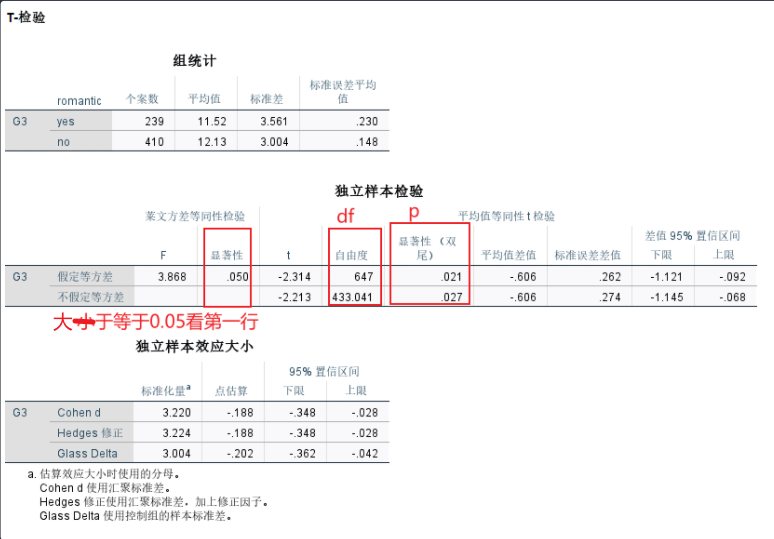 T-检验
组统计
romantic 个案数 平均值 标准差 标准误差平均值
G3 yes 239 11.52 3.561 .230
no 410 12.13 3.004 .148
独立样本检验
莱文方差等同性检验 df p 平均值等同性 t 检验
F 显著性 t 自由度 显著性（双尾） 平均值差值 标准误差差值 差值 95% 置信区间
下限 上限
G3 假定等方差 3.868 .050 -2.314 647 .021 -.606 .262 -1.121 -.092
不假定等方差 -2.213 433.041 .027 -.606 .274 -1.145 -.068
大小于等于0.05看第一行
独立样本效应大小
标准化量a 点估算 95% 置信区间
下限 上限
G3 Cohen d 3.220 -.188 -.348 -.028
Hedges 修正 3.224 -.188 -.348 -.028
Glass Delta 3.004 -.202 -.362 -.042
a. 估算效应大小时使用的分母。
Cohen d 使用汇聚标准差。
Hedges 修正使用汇聚标准差，加上修正因子。
Glass Delta 使用控制组的样本标准差。